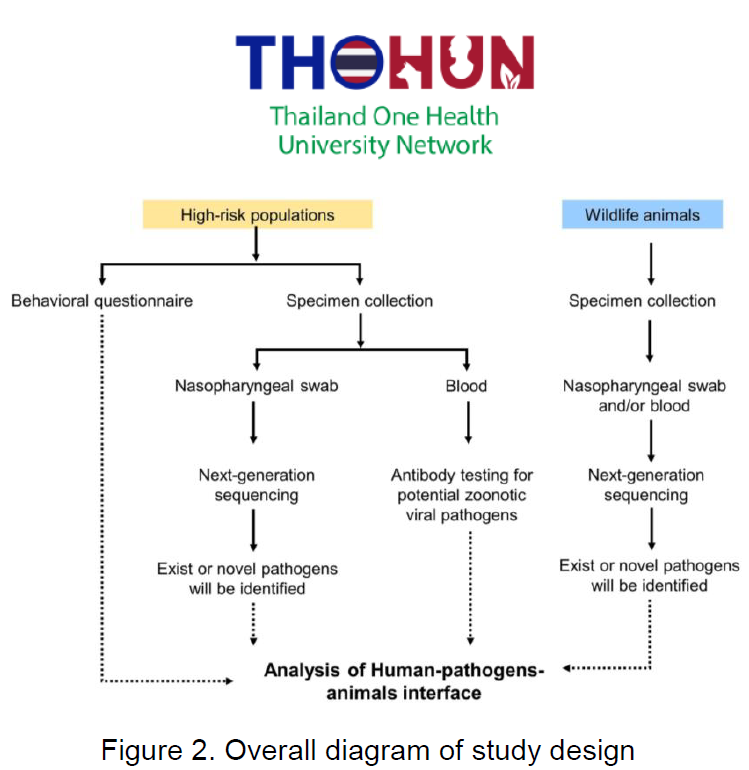 THOHUN
Thailand One Health
University Network
High-risk populations
Wildlife animals
Behavioral questionnaire
Specimen collection
Specimen collection
Nasopharyngeal swab
Blood
Nasopharyngeal swab
and/or blood
Next-generation
sequencing
Antibody testing for
potential zoonotic
viral pathogens
Next-generation
sequencing
Exist or novel pathogens
will be identified
Exist or novel pathogens
will be identified
Analysis of Human-pathogens-
animals interface
Figure 2. Overall diagram of study design